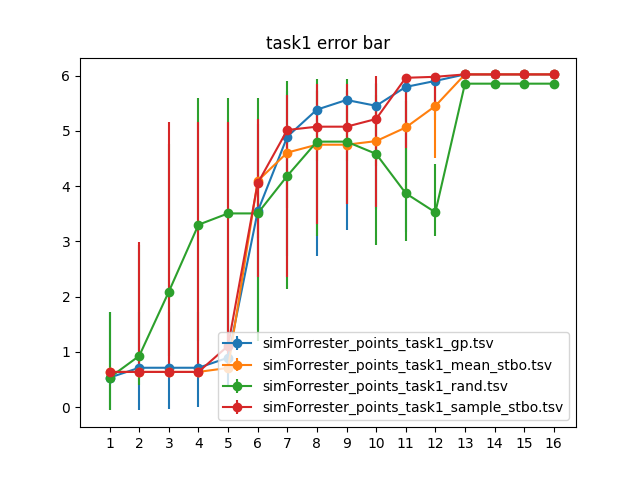 task1 error bar
6
5
4
3
2
1
0
simForrester_points_task1_gp.tsv
simForrester_points_task1_mean_stbo.tsv
simForrester_points_task1_rand.tsv
simForrester_points_task1_sample_stbo.tsv
1 2 3 4 5 6 7 8 9 10 11 12 13 14 15 16